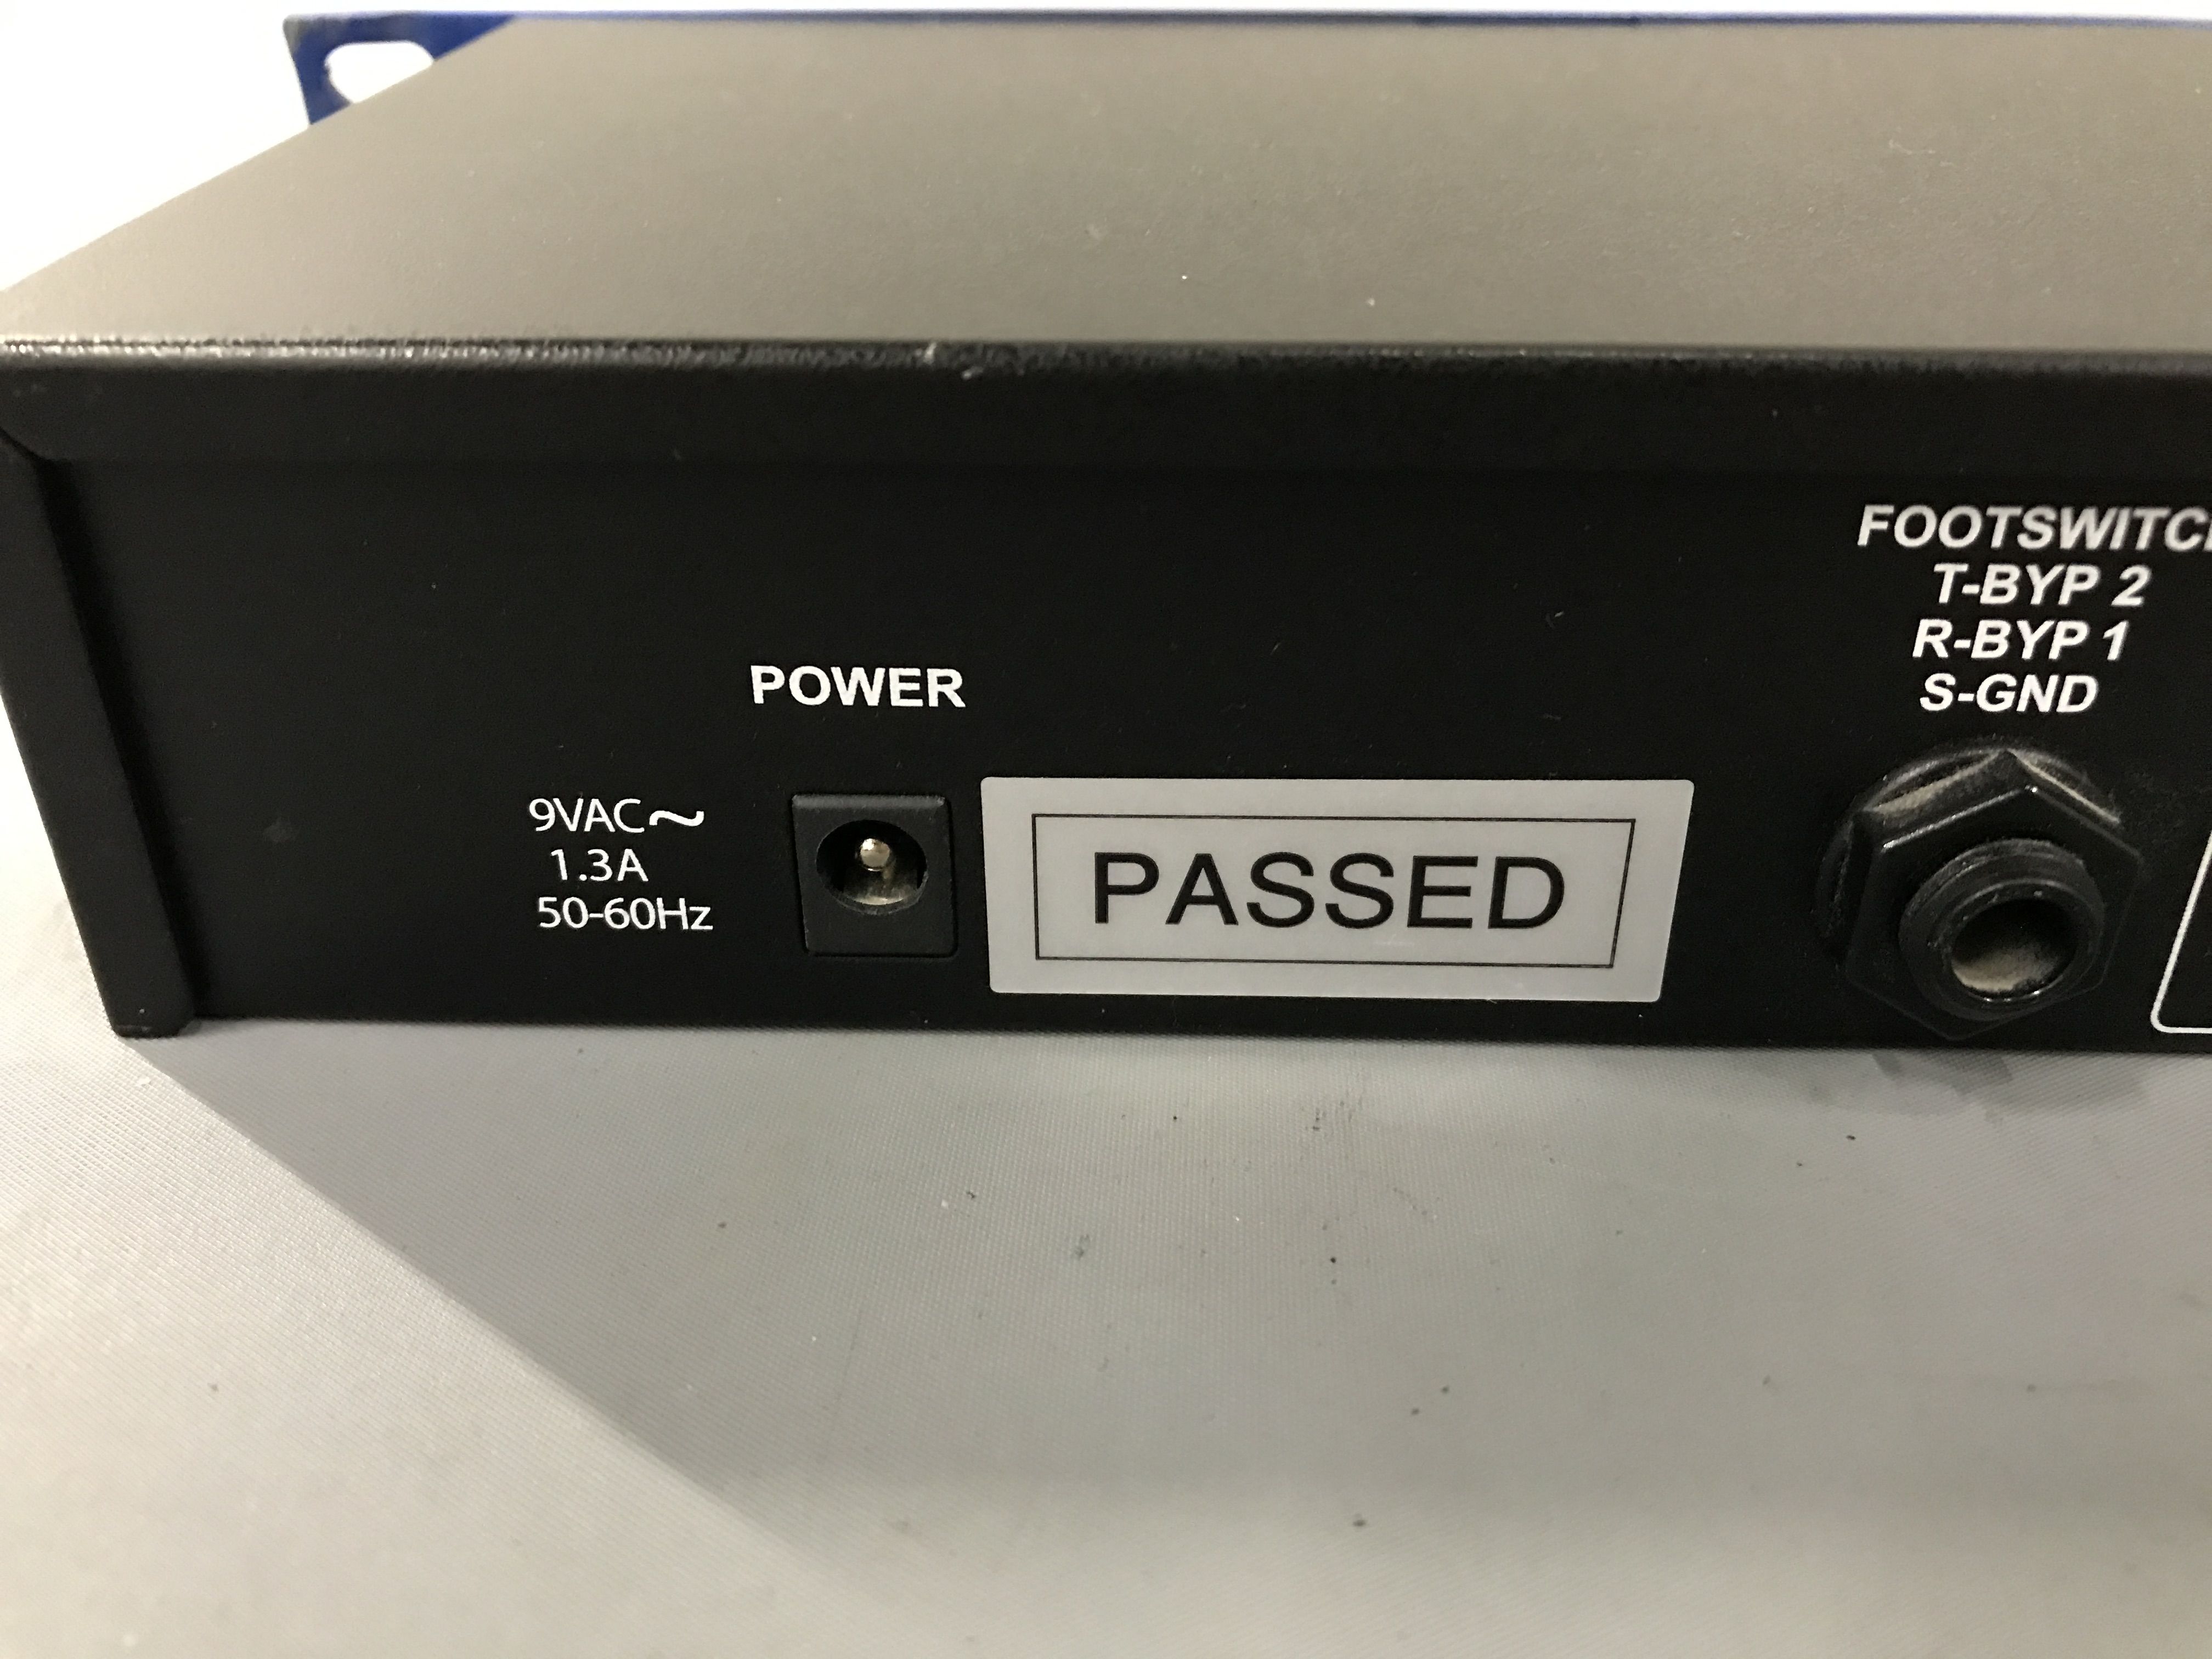 POWER
9VAC~
1.3A
50-60Hz
PASSED
FOOTSWITC
T-BYP 2
R-BYP 1
S-GND